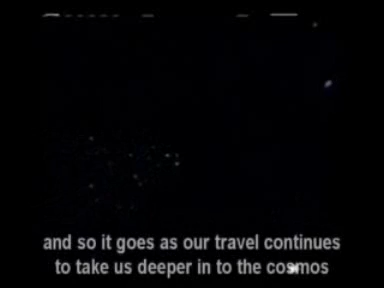 and so it goes as our travel continues
to take us deeper in to the cosmos